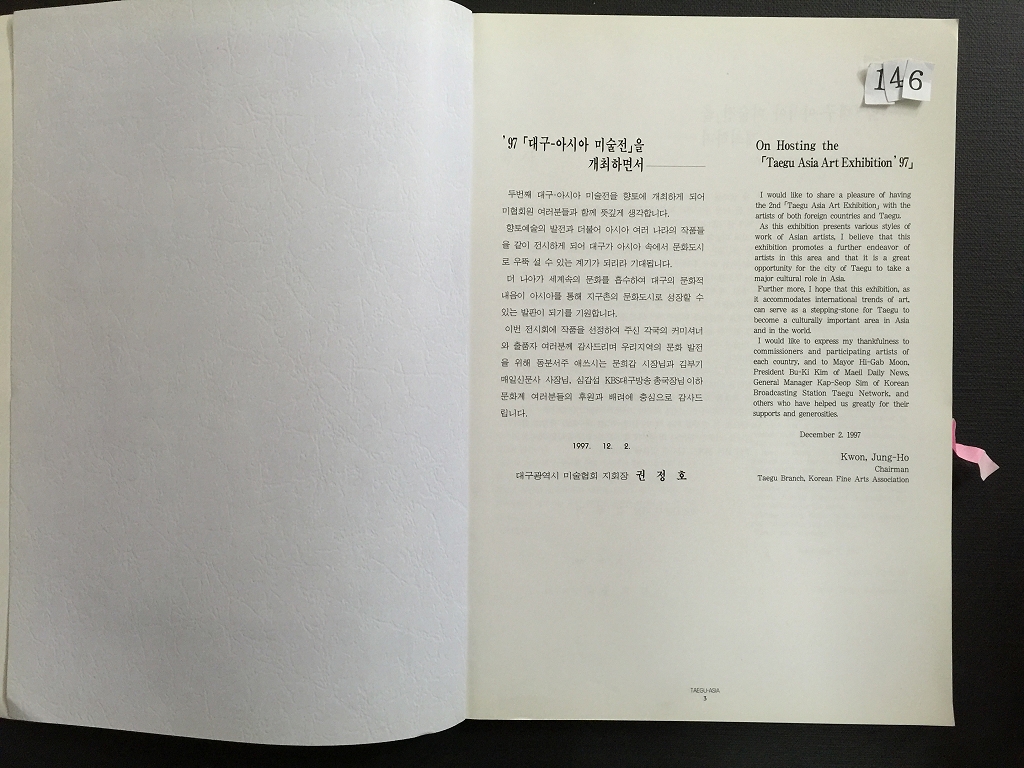 146
’97 「대구-아시아 미술전」을
개최하면서
두번째 대구-아시아 미술전을 향토에 개최하게 되어
미협회원 여러분들과 함께 뜻깊게 생각합니다.
향토예술의 발전과 더불어 아시아 여러 나라의 작품들
을 같이 전시하게 되어 대구가 아시아 속에서 문화도시
로 우뚝 설 수 있는 계기가 되리라 기대됩니다.
더 나아가 세계속의 문화를 흡수하여 대구의 문화적
내음이 아시아를 통해 지구촌의 문화도시로 성장할 수
있는 발판이 되기를 기원합니다.
이번 전시회에 작품을 선정하여 주신 각국의 커미셔너
와 출품자 여러분께 감사드리며 우리지역의 문화 발전
을 위해 동분서주 애쓰시는 문희갑 시장님과 김부기
매일신문사 사장님, 심갑섭 KBS대구방송총국장님 이하
문화계 여러분들의 후원과 배려에 충심으로 감사드
립니다.
1997. 12. 2.
대구광역시 미술협회 지회장 권 정 호
On Hosting the
「Taegu Asia Art Exhibition ’97」
I would like to share a pleasure of having
the 2nd 「Taegu Asia Art Exhibition」 with the
artists of both foreign countries and Taegu.
As this exhibition presents various styles of
work of Asian artists, I believe that this
exhibition promotes a further endeavor of
artists in this area and that it is a great
opportunity for the city of Taegu to take a
major cultural role in Asia.
Further more, I hope that this exhibition, as
it accommodates international trends of art,
can serve as a stepping-stone for Taegu to
become a culturally important area in Asia
and in the world.
I would like to express my thankfulness to
commissioners and participating artists of
each country, and to Mayor Hi-Gab Moon,
President Bu-Ki Kim of Maeil Daily News,
General Manager Kap-Seop Sim of Korean
Broadcasting Station Taegu Network, and
others who have helped us greatly for their
supports and generosities.
December 2, 1997
Kwon, Jung-Ho
Chairman
Taegu Branch, Korean Fine Arts Association
TAEGU-ASIA
3